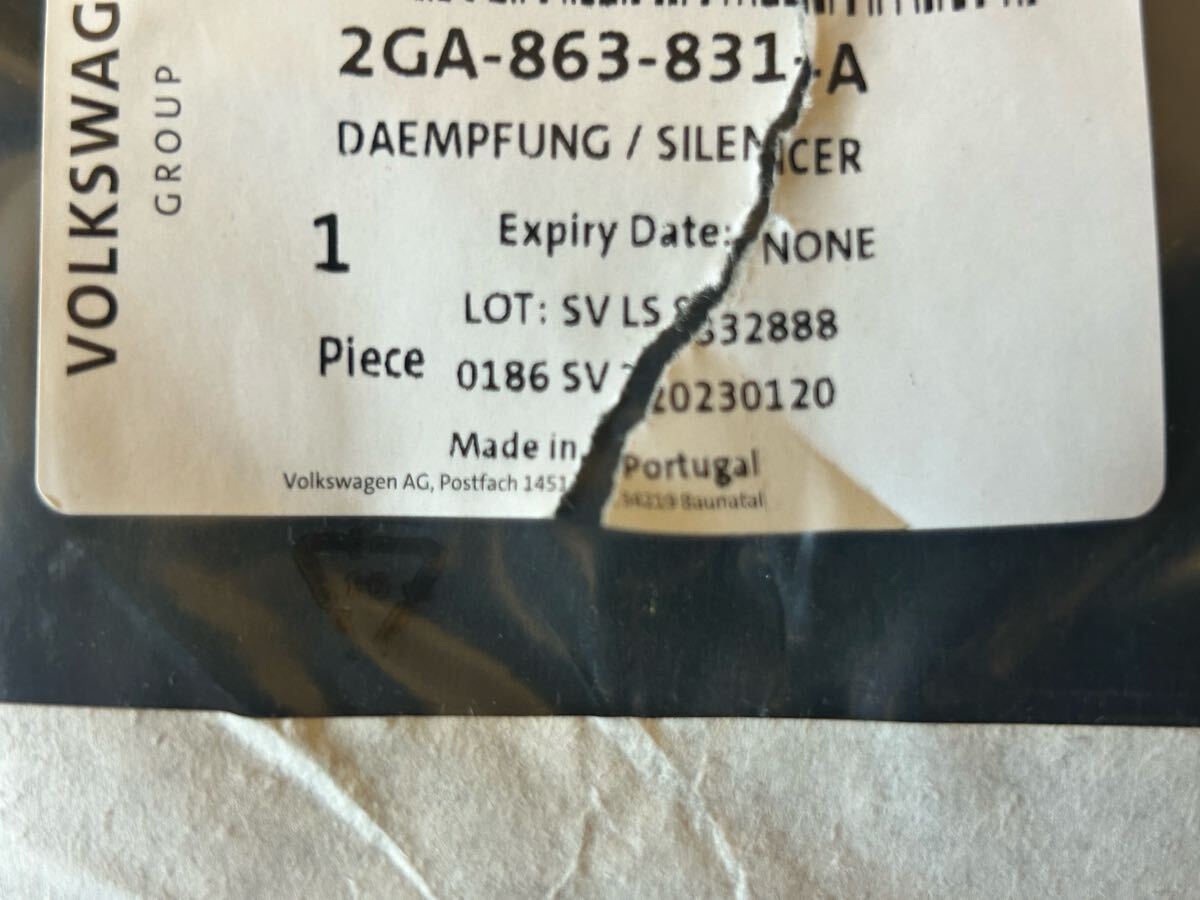 VOLKSWAG
GROUP
2GA-863-831-A
DAEMPFUNG / SILENCER
1
Expiry Date: NONE
LOT: SV LS
Piece
0186 SV 20230120
Made in Portugal
Volkswagen AG, Postfach 1451
34219 Baunatal